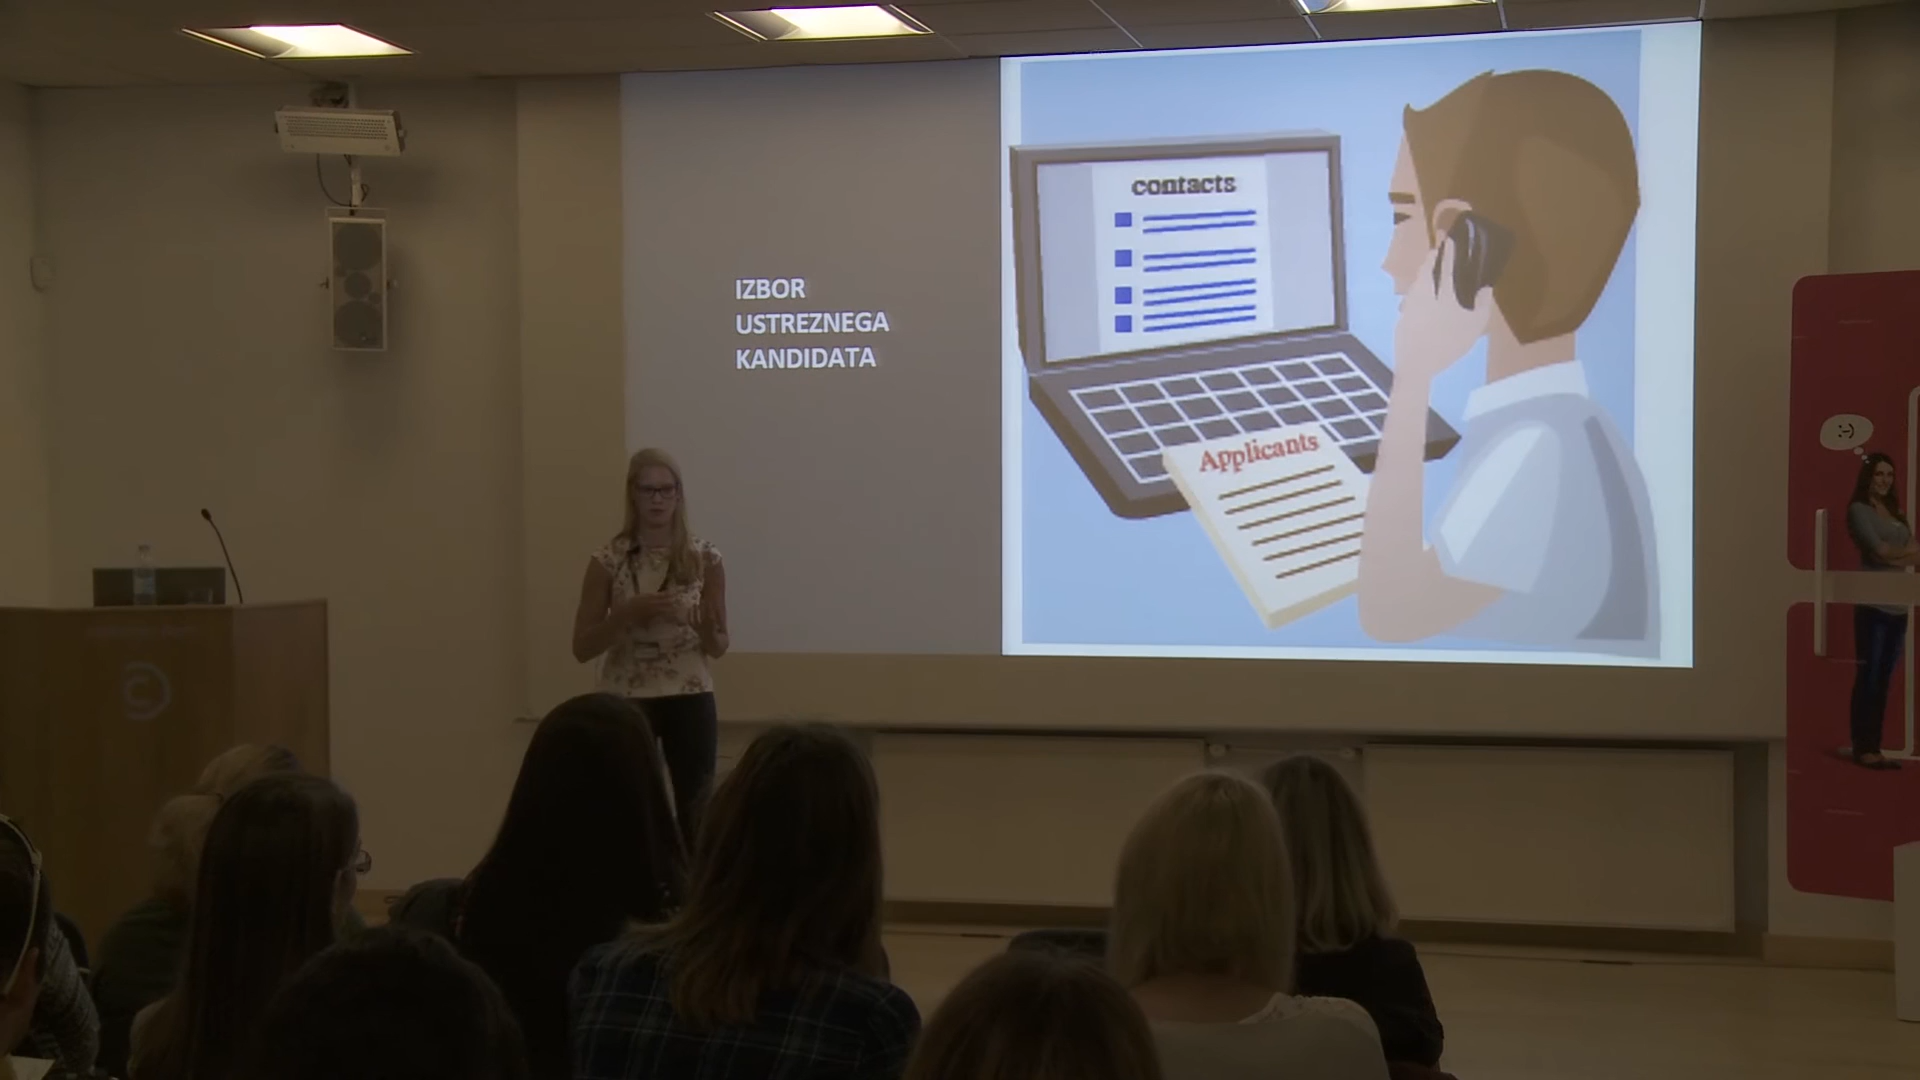 IZBOR
USTREZNEGA
KANDIDATA
contacts
Applicants
:-)